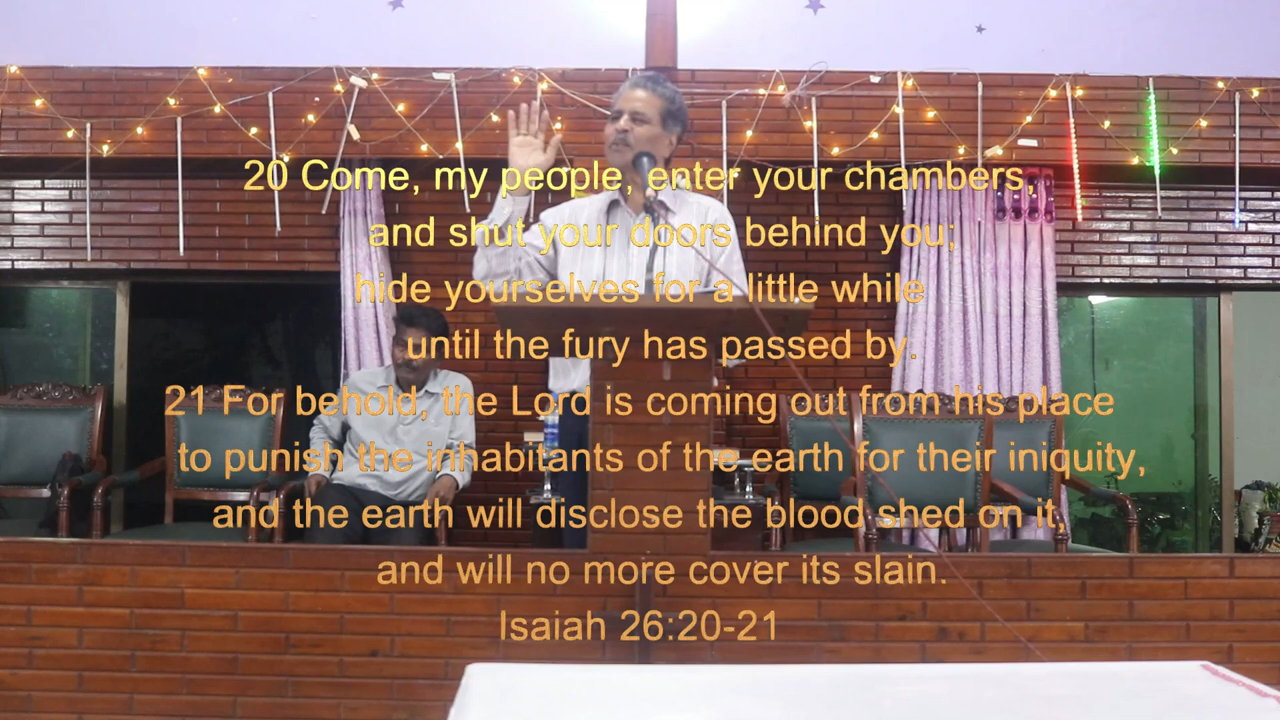 20 Come, my people, enter your chambers,
and shut your doors behind you;
hide yourselves for a little while
until the fury has passed by.
21 For behold, the Lord is coming out from his place
to punish the inhabitants of the earth for their iniquity,
and the earth will disclose the blood shed on it,
and will no more cover its slain.
Isaiah 26:20-21